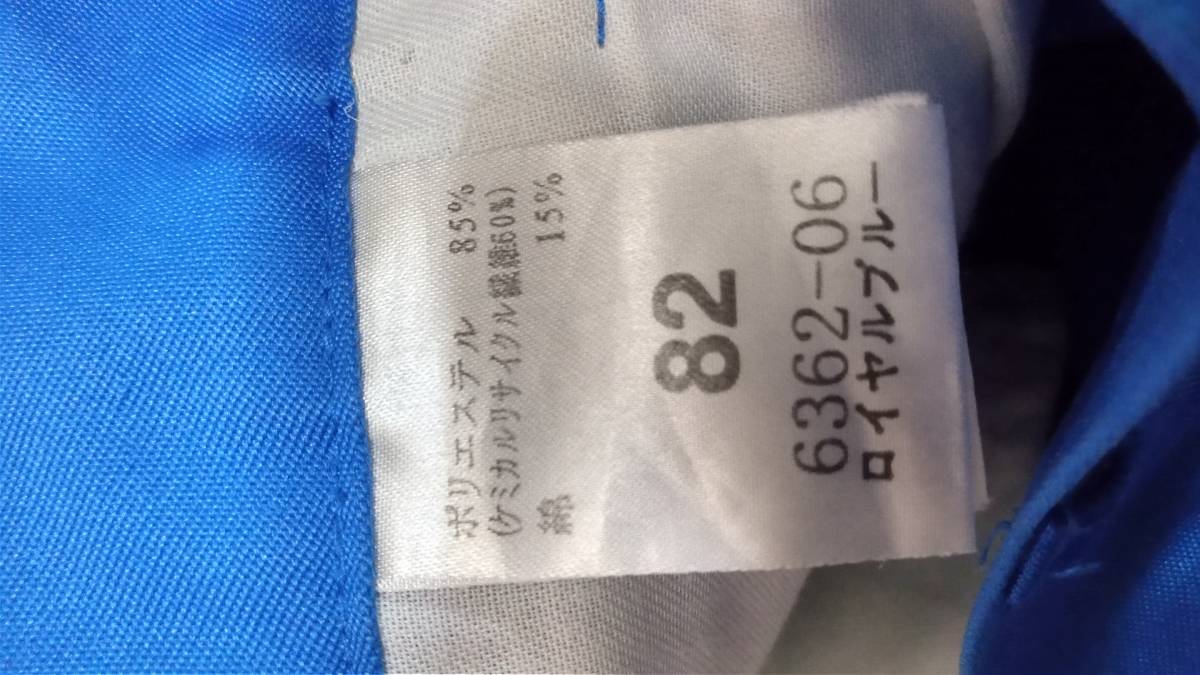 ポリエステル 85%
(ケミカルリサイクル繊維60%)
綿 15%
82
6362-06
ロイヤルブルー